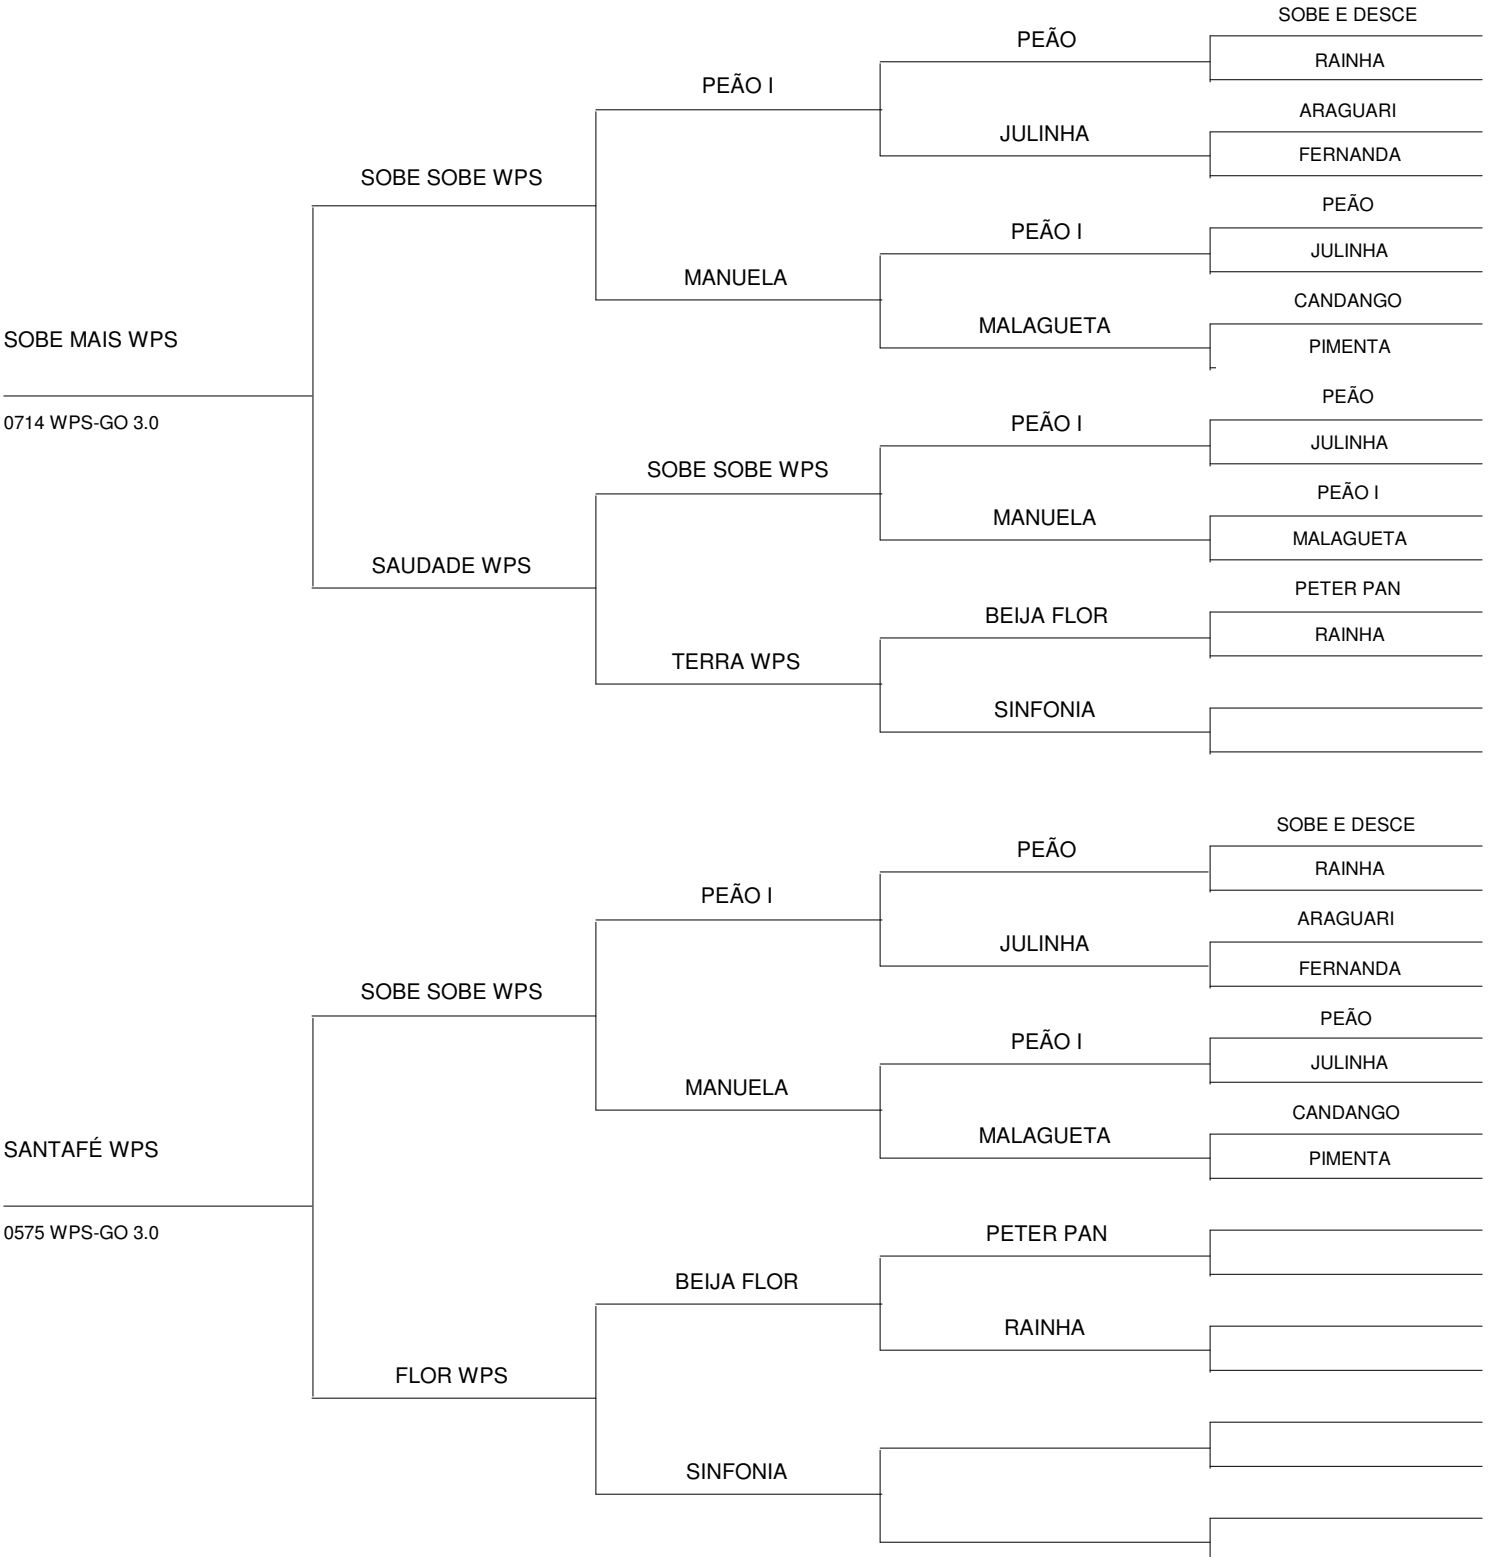 SOBE E DESCE
PEÃO
RAINHA
PEÃO I
ARAGUARI
JULINHA
FERNANDA
SOBE SOBE WPS
PEÃO
PEÃO I
JULINHA
MANUELA
CANDANGO
MALAGUETA
SOBE MAIS WPS
PIMENTA
PEÃO
0714 WPS-GO 3.0
PEÃO I
JULINHA
SOBE SOBE WPS
PEÃO I
MANUELA
MALAGUETA
SAUDADE WPS
PETER PAN
BEIJA FLOR
RAINHA
TERRA WPS
SINFONIA
SOBE E DESCE
PEÃO
RAINHA
PEÃO I
ARAGUARI
JULINHA
FERNANDA
SOBE SOBE WPS
PEÃO
PEÃO I
JULINHA
MANUELA
CANDANGO
MALAGUETA
SANTAFÉ WPS
PIMENTA
0575 WPS-GO 3.0
PETER PAN
BEIJA FLOR
RAINHA
FLOR WPS
SINFONIA